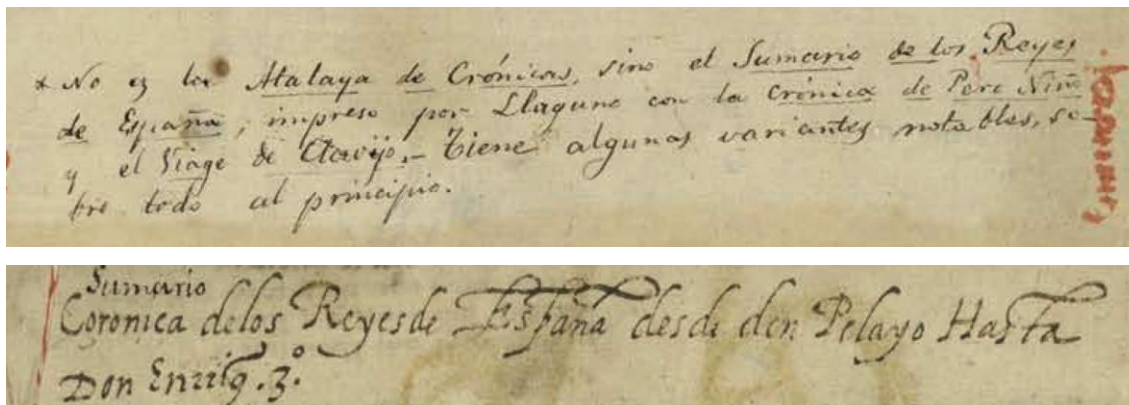 x No es la Atalaya de Crónicas, sino el Sumario de los Reyes
de España, impreso por Llaguno con la Crónica de Pero Niño
y el Viage de Clavijo.– Tiene algunas variantes notables, so-
bre todo al principio.
Sumario
Coronica delos Reyes de España desde don Pelayo Hasta
Don Enriq. 3.º